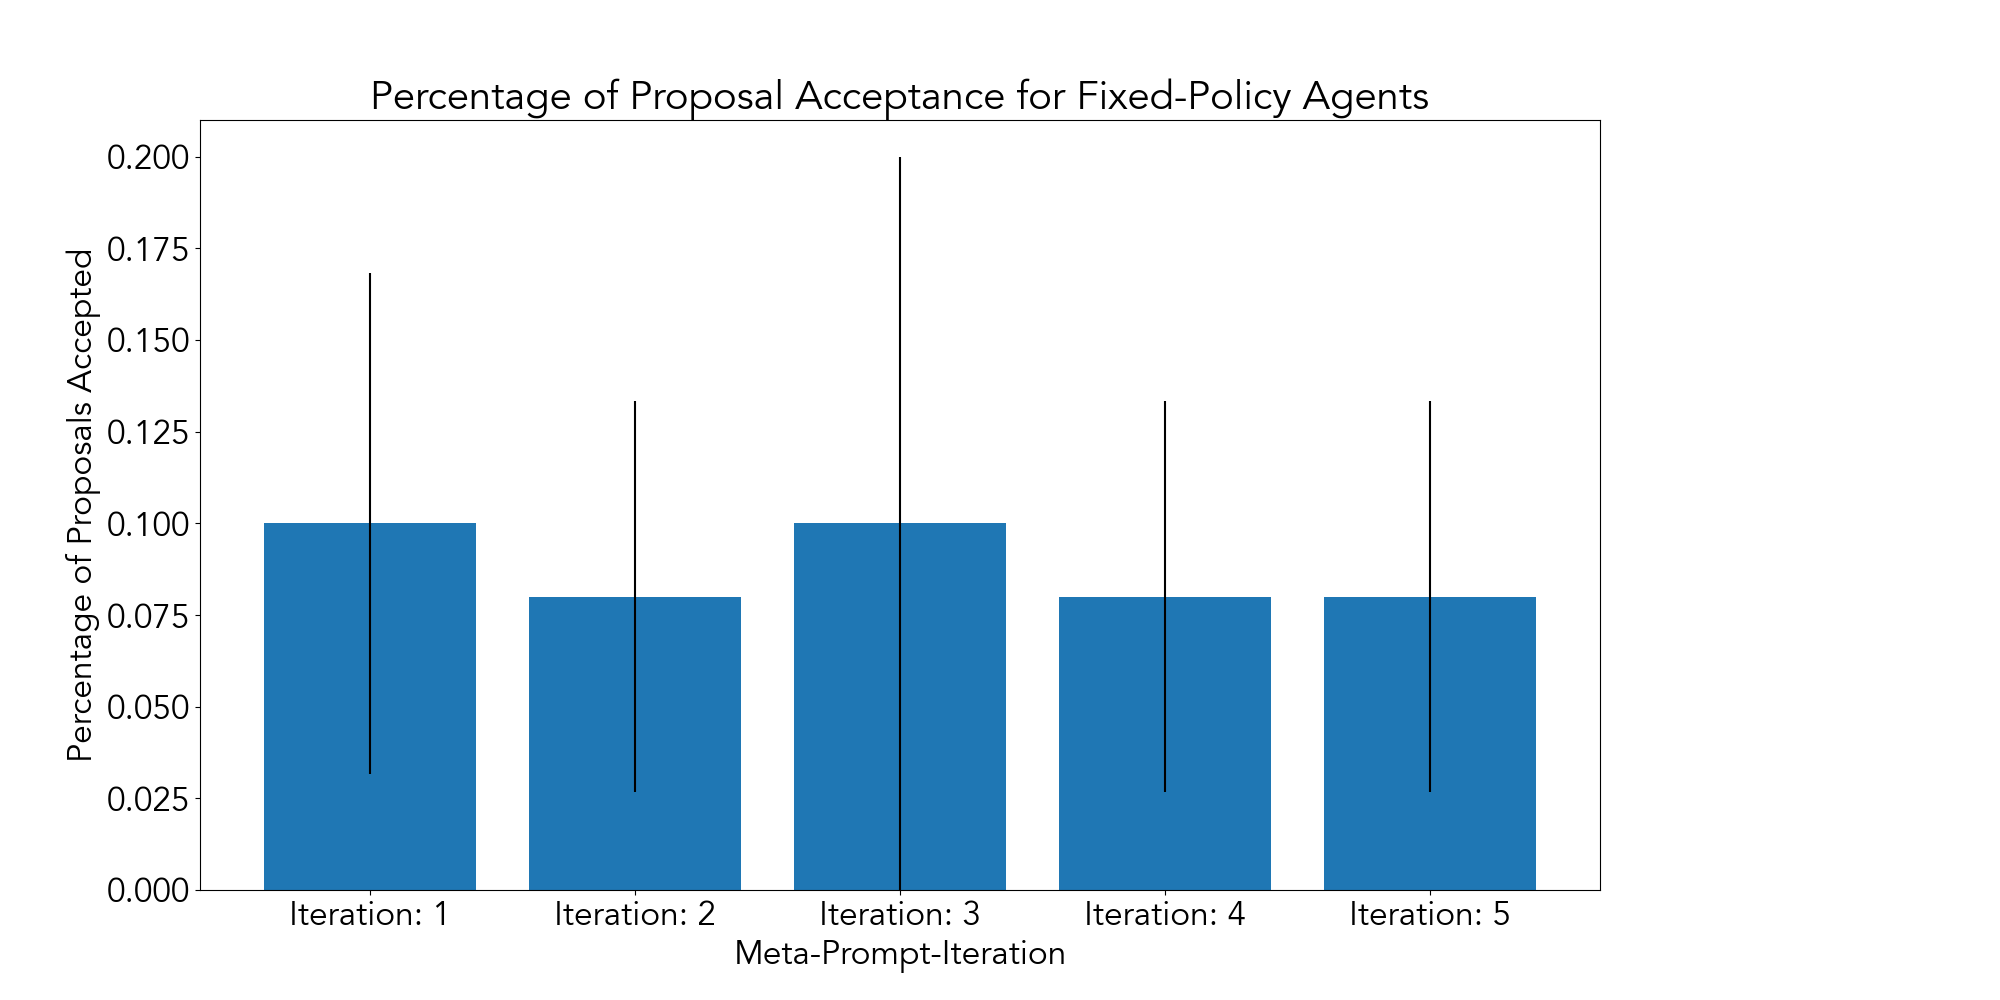 Percentage of Proposal Acceptance for Fixed-Policy Agents
Percentage of Proposals Accepted
0.200
0.175
0.150
0.125
0.100
0.075
0.050
0.025
0.000
Iteration: 1
Iteration: 2
Iteration: 3
Iteration: 4
Iteration: 5
Meta-Prompt-Iteration